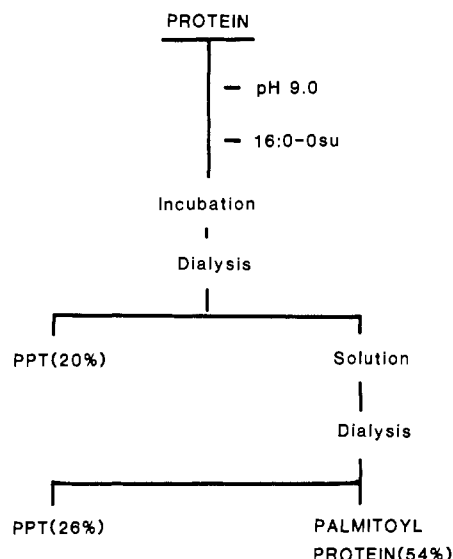 PROTEIN
pH 9.0
16:0-Osu
Incubation
Dialysis
PPT(20%)
Solution
Dialysis
PPT(26%)
PALMITOYL
PROTEIN(54%)